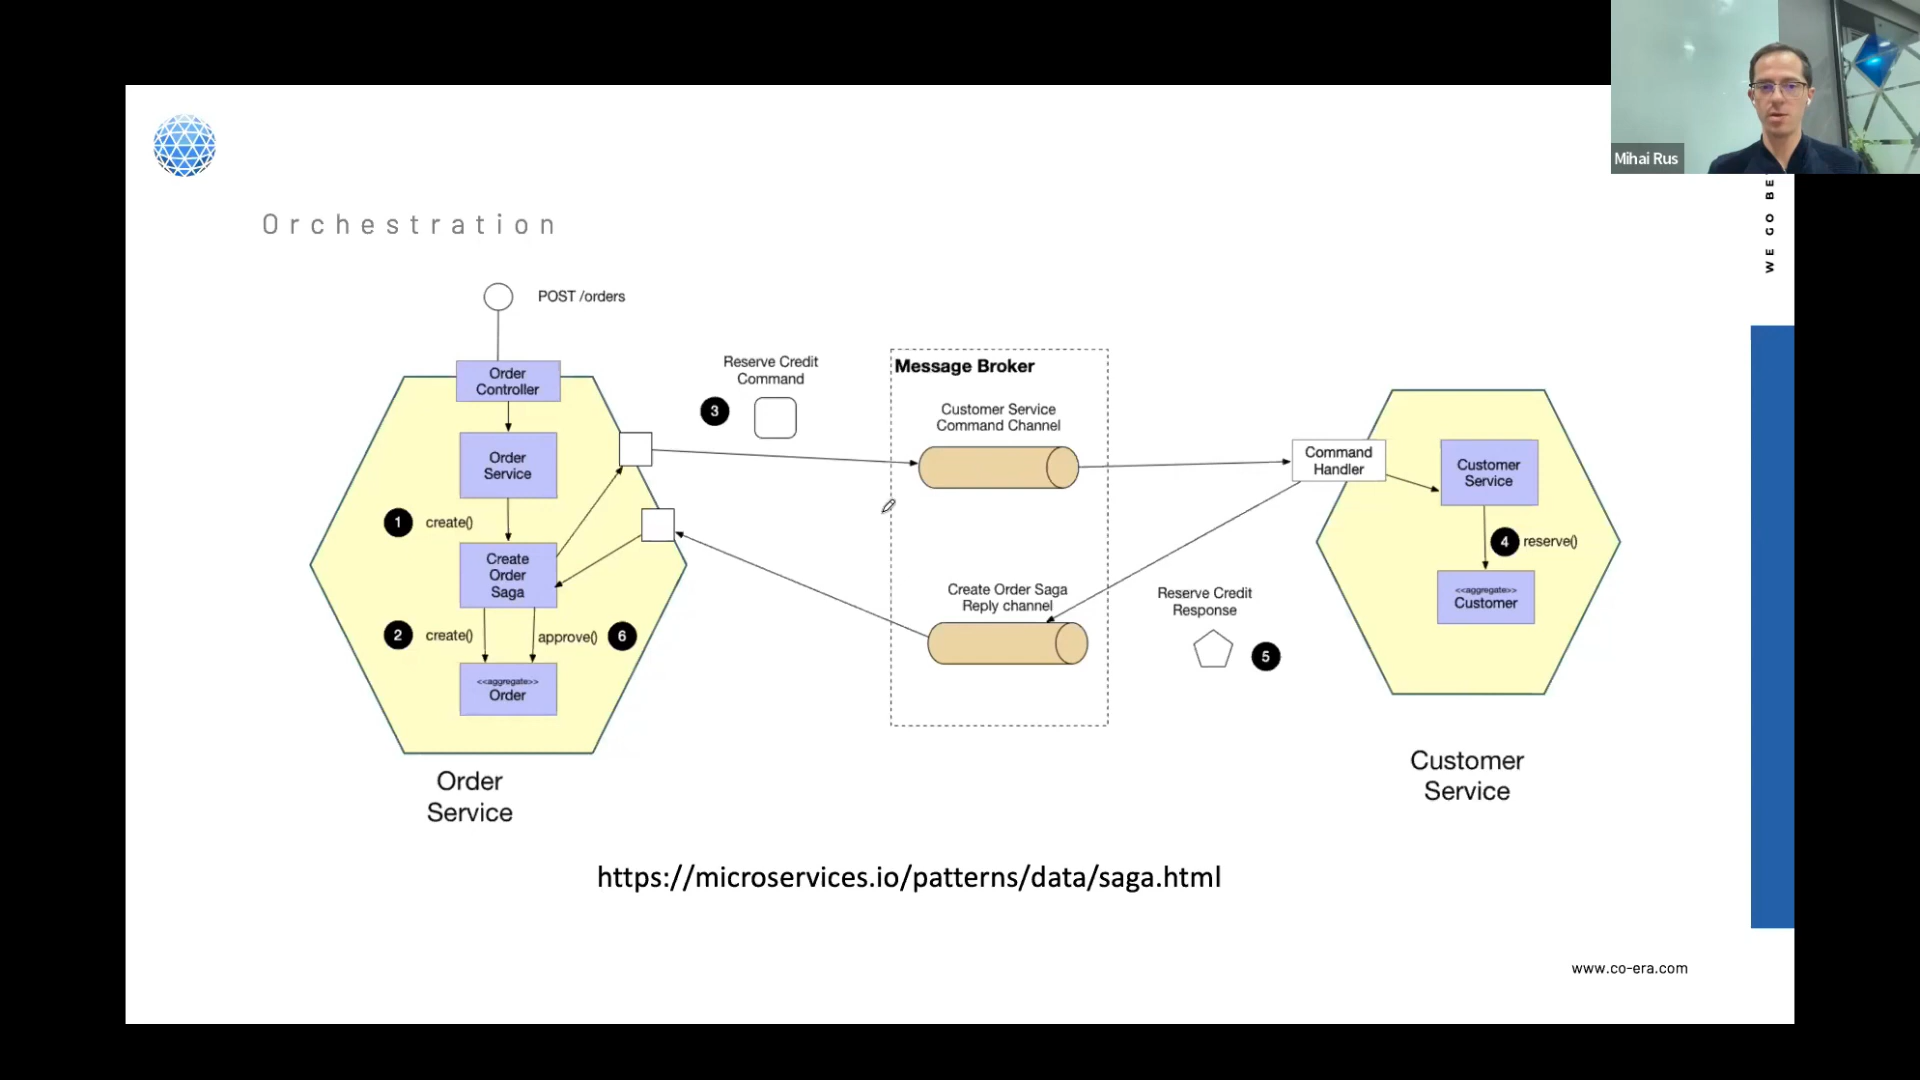 Mihai Rus
WE GO BE
Orchestration
POST /orders
Order
Controller
Order
Service
1 create()
Create
Order
Saga
2 create()
approve() 6
<<aggregate>>
Order
Order
Service
Reserve Credit
Command
3
Message Broker
Customer Service
Command Channel
Create Order Saga
Reply channel
Reserve Credit
Response
5
Command
Handler
Customer
Service
4 reserve()
<<aggregate>>
Customer
Customer
Service
https://microservices.io/patterns/data/saga.html
www.co-era.com